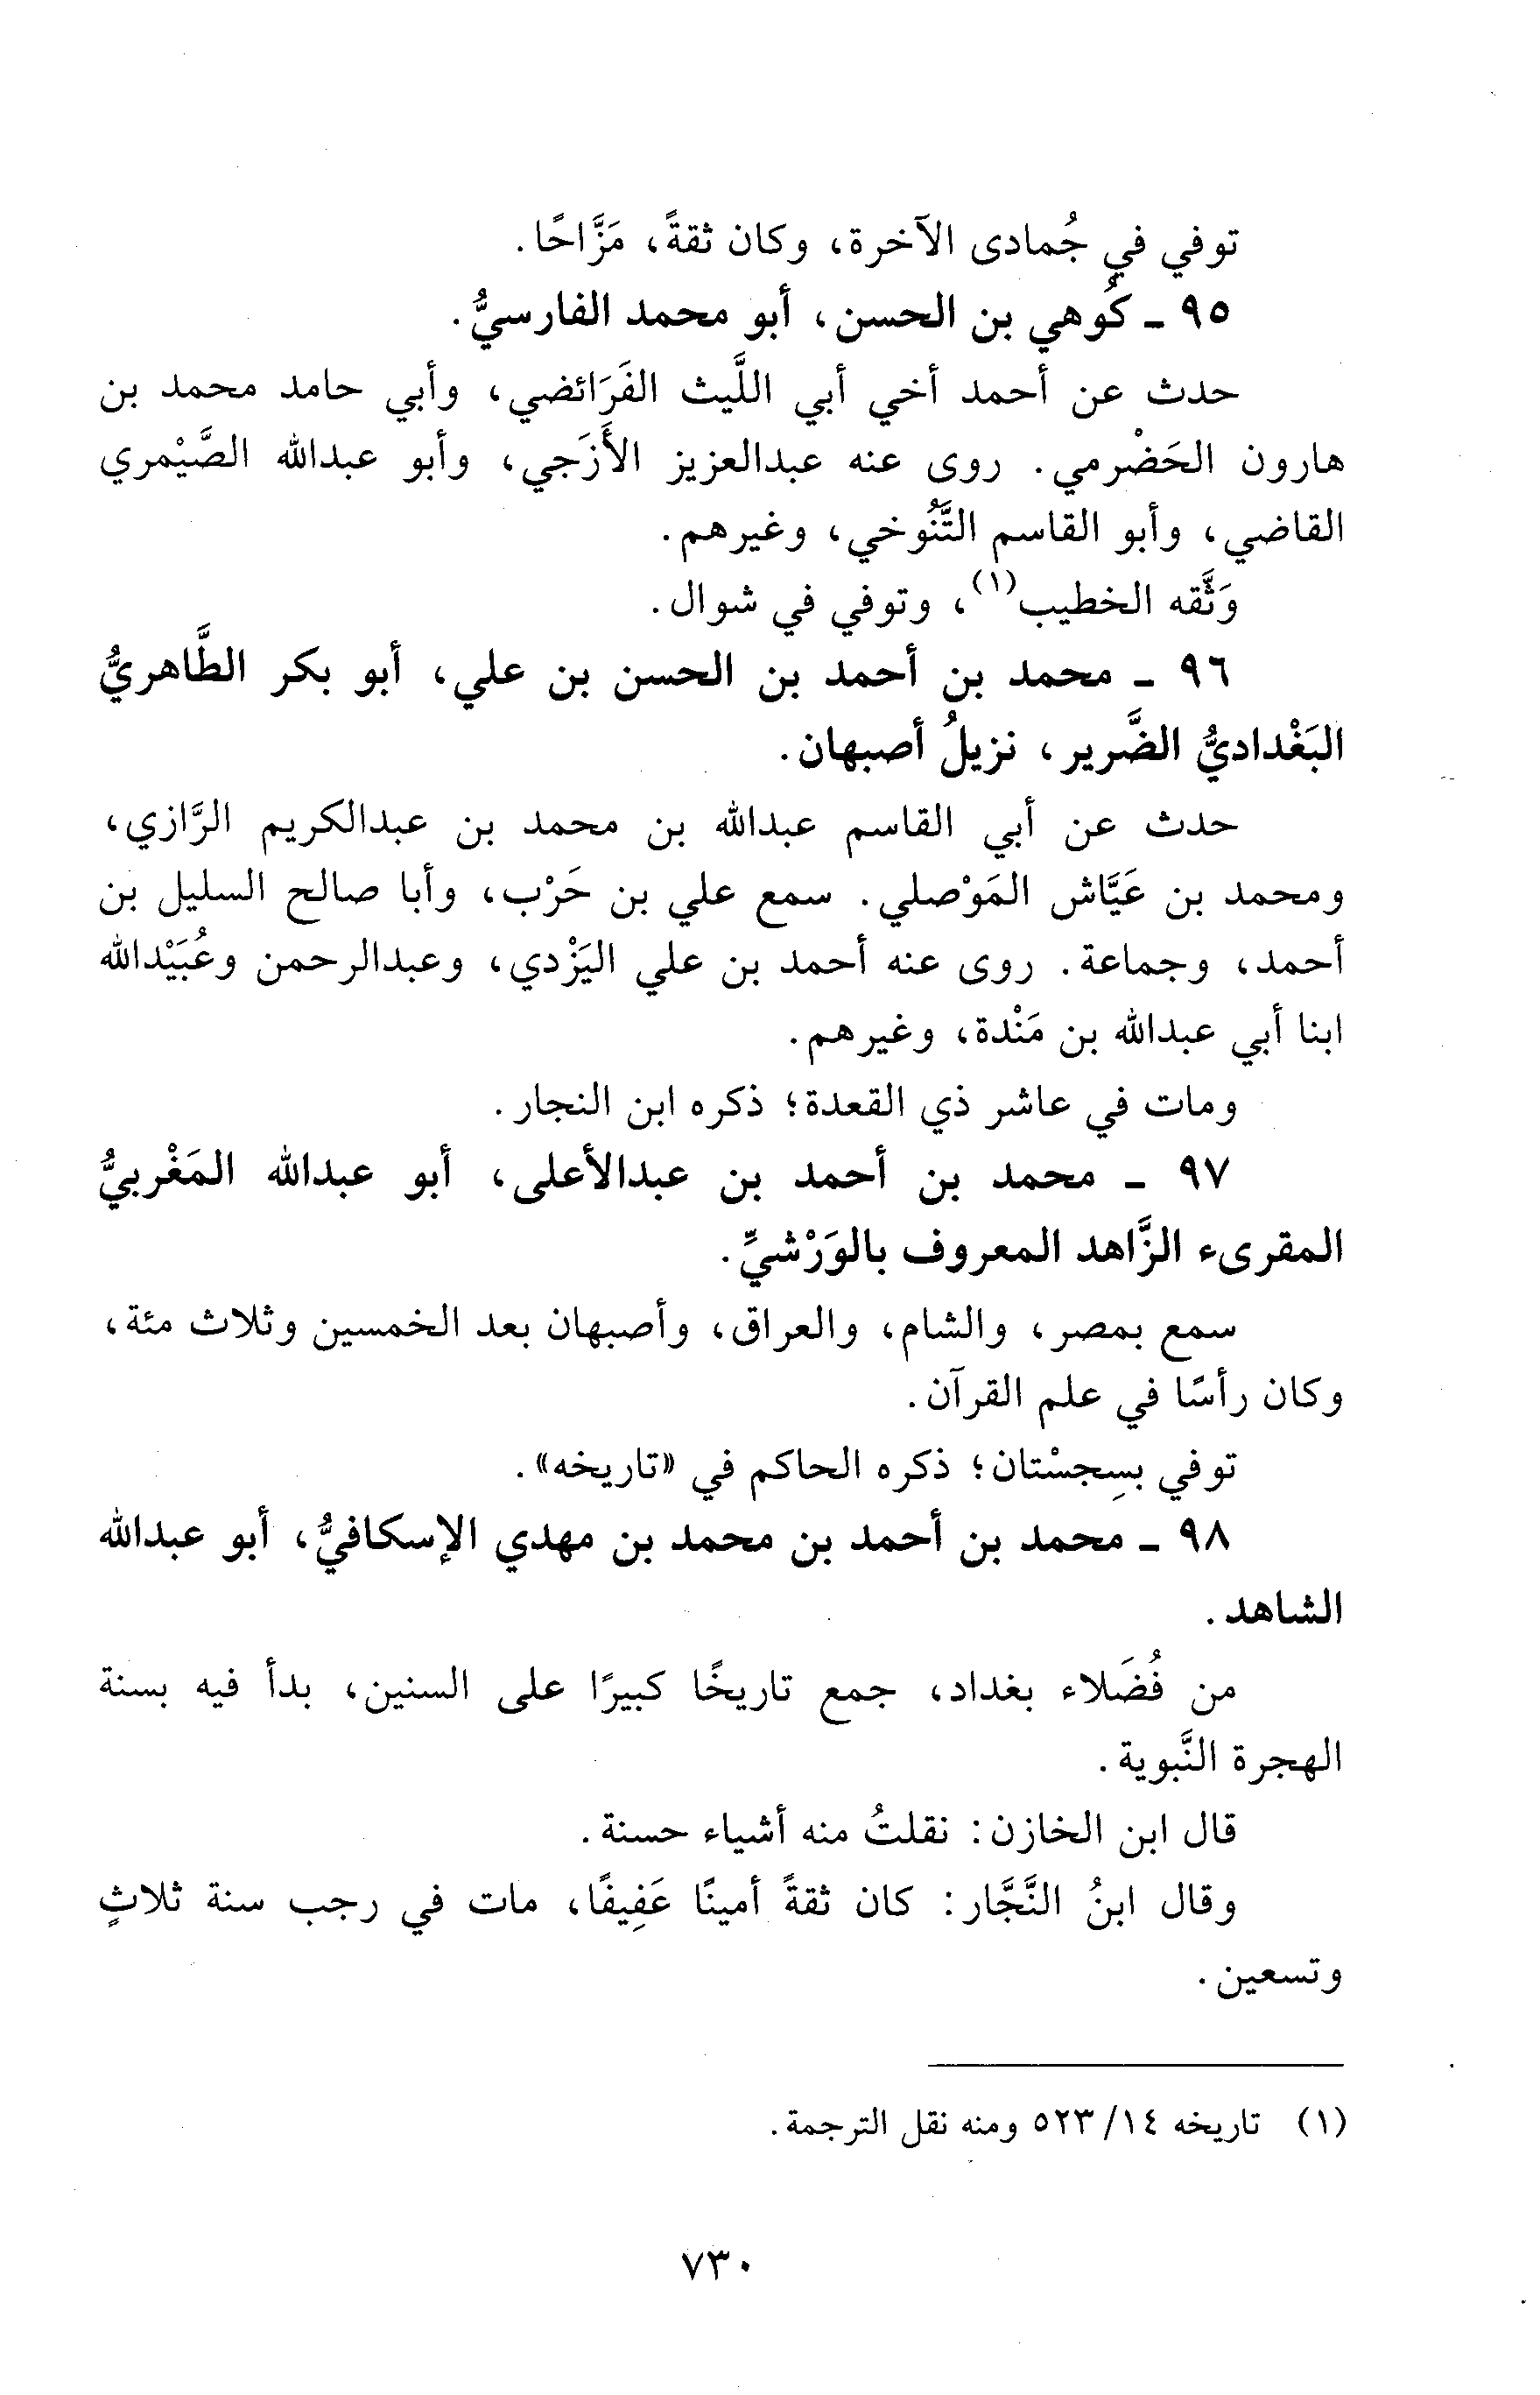 توفي في جُمادى الآخرة، وكان ثقةً، مَزَّاحًا.
٩٥ ـ كُوهي بن الحسن، أبو محمد الفارسيُّ.
حدث عن أحمد أخي أبي اللَّيث الفَرَائضي، وأبي حامد محمد بن
هارون الحَضْرمي. روى عنه عبدالعزيز الأَزَجي، وأبو عبدالله الصَّيْمري
القاضي، وأبو القاسم التَّنُوخي، وغيرهم.
وَثَّقه الخطيب(١)، وتوفي في شوال.
٩٦ ـ محمد بن أحمد بن الحسن بن علي، أبو بكر الطَّاهريُّ
البَغْداديُّ الضَّرير، نزيلُ أصبهان.
حدث عن أبي القاسم عبدالله بن محمد بن عبدالكريم الرَّازي،
ومحمد بن عَيَّاش المَوْصلي. سمع علي بن حَرْب، وأبا صالح السليل بن
أحمد، وجماعة. روى عنه أحمد بن علي اليَزْدي، وعبدالرحمن وعُبَيْدالله
ابنا أبي عبدالله بن مَنْدة، وغيرهم.
ومات في عاشر ذي القعدة؛ ذكره ابن النجار.
٩٧ ـ محمد بن أحمد بن عبدالأعلى، أبو عبدالله المَغْربيُّ
المقرىء الزَّاهد المعروف بالوَرْشيِّ.
سمع بمصر، والشام، والعراق، وأصبهان بعد الخمسين وثلاث مئة،
وكان رأسًا في علم القرآن.
توفي بسِجسْتان؛ ذكره الحاكم في «تاريخه».
٩٨ ـ محمد بن أحمد بن محمد بن مهدي الإسكافيُّ، أبو عبدالله
الشاهد.
من فُضَلاء بغداد، جمع تاريخًا كبيرًا على السنين، بدأ فيه بسنة
الهجرة النَّبوية.
قال ابن الخازن: نقلتُ منه أشياء حسنة.
وقال ابنُ النَّجَّار: كان ثقةً أمينًا عَفِيفًا، مات في رجب سنة ثلاثٍ
وتسعين.
(١) تاريخه ١٤/ ٥٢٣ ومنه نقل الترجمة.
٧٣٠